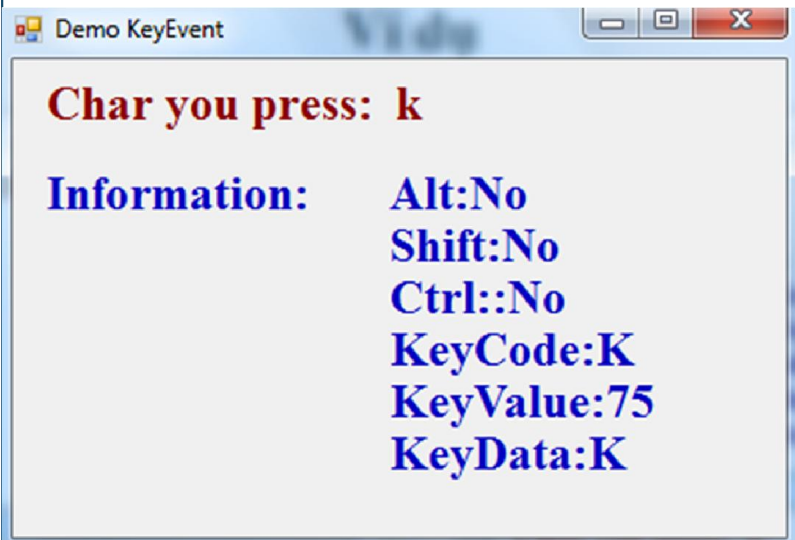 Demo KeyEvent
Char you press: k
Information: Alt:No
Shift:No
Ctrl::No
KeyCode:K
KeyValue:75
KeyData:K